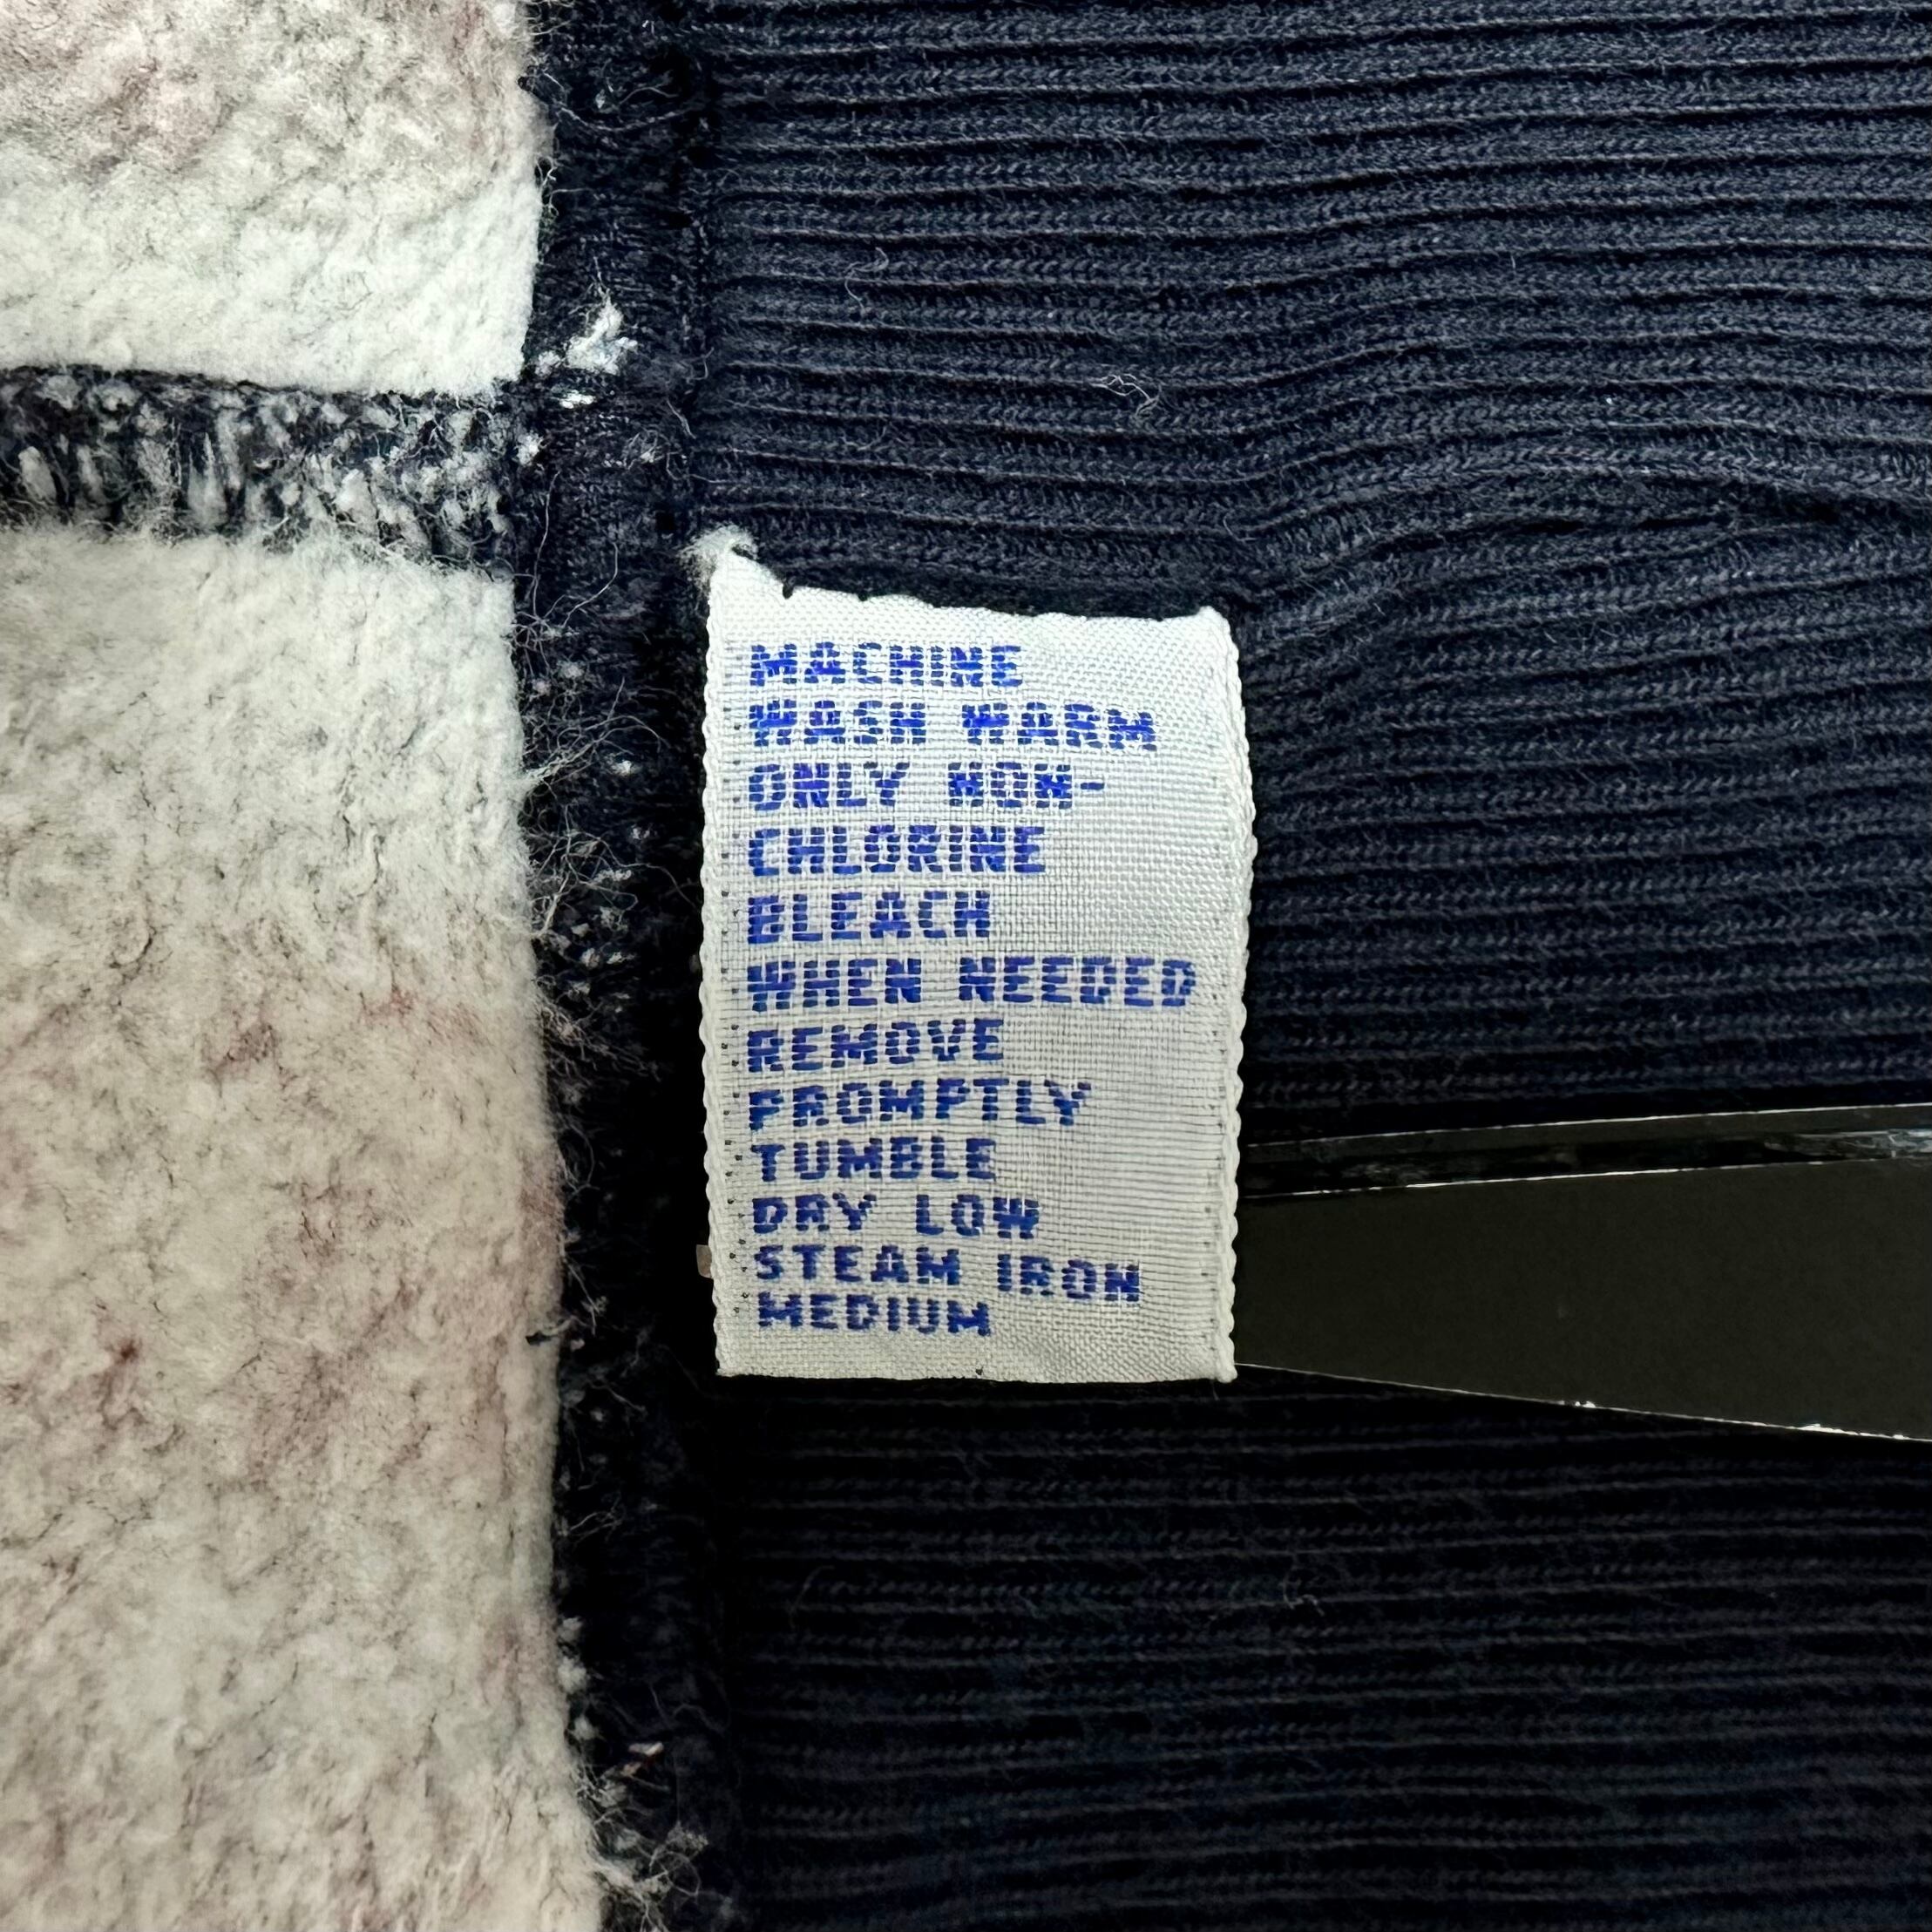 MACHINE
WASH WARM
ONLY NON-
CHLORINE
BLEACH
WHEN NEEDED
REMOVE
PROMPTLY
TUMBLE
DRY LOW
STEAM IRON
MEDIUM